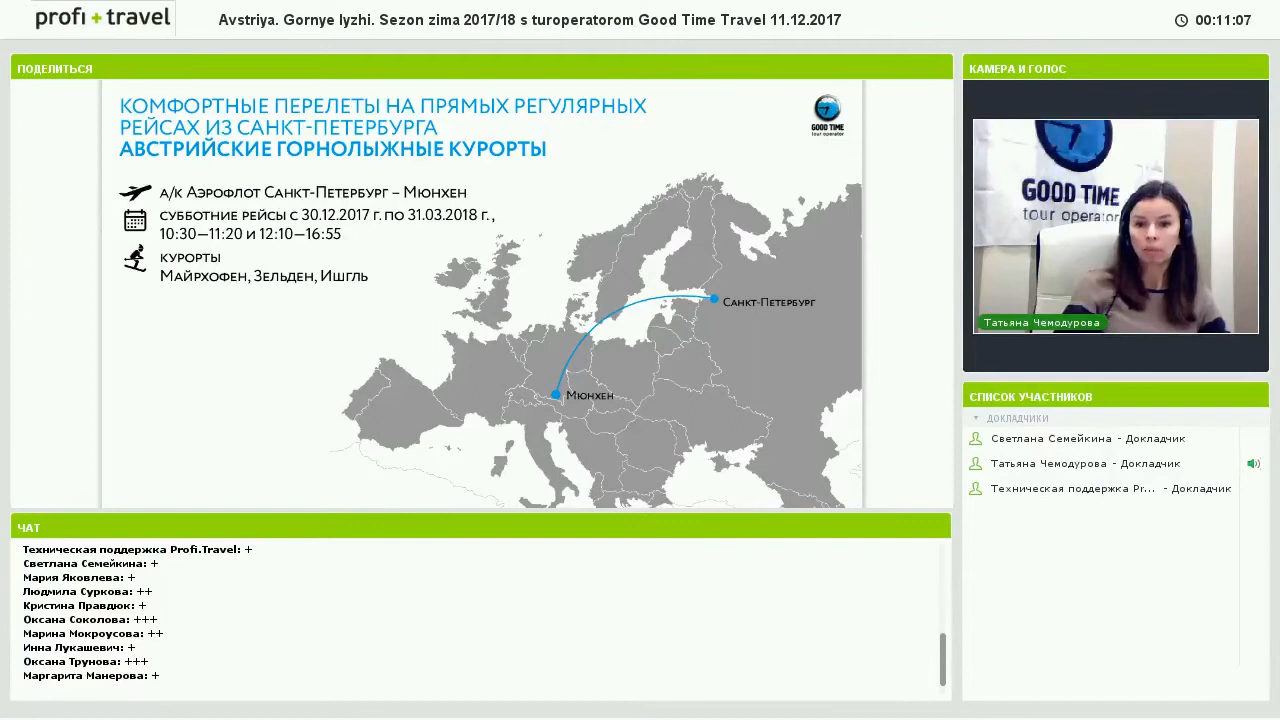 profi + travel
Avstriya. Gornye lyzhi. Sezon zima 2017/18 s turoperatorom Good Time Travel 11.12.2017
00:11:07
ПОДЕЛИТЬСЯ
КОМФОРТНЫЕ ПЕРЕЛЕТЫ НА ПРЯМЫХ РЕГУЛЯРНЫХ
РЕЙСАХ ИЗ САНКТ-ПЕТЕРБУРГА
АВСТРИЙСКИЕ ГОРНОЛЫЖНЫЕ КУРОРТЫ
GOOD TIME
tour operator
А/К АЭРОФЛОТ САНКТ-ПЕТЕРБУРГ – МЮНХЕН
СУББОТНИЕ РЕЙСЫ С 30.12.2017 Г. ПО 31.03.2018 Г.,
10:30—11:20 И 12:10—16:55
КУРОРТЫ
МАЙРХОФЕН, ЗЕЛЬДЕН, ИШГЛЬ
САНКТ-ПЕТЕРБУРГ
МЮНХЕН
КАМЕРА И ГОЛОС
GOOD TIME
tour operator
Татьяна Чемодурова
СПИСОК УЧАСТНИКОВ
ДОКЛАДЧИКИ
Светлана Семейкина - Докладчик
Татьяна Чемодурова - Докладчик
Техническая поддержка Pr... - Докладчик
ЧАТ
Техническая поддержка Profi.Travel: +
Светлана Семейкина: +
Мария Яковлева: +
Людмила Суркова: ++
Кристина Правдюк: +
Оксана Соколова: +++
Марина Мокроусова: ++
Инна Лукашевич: +
Оксана Трунова: +++
Маргарита Манерова: +